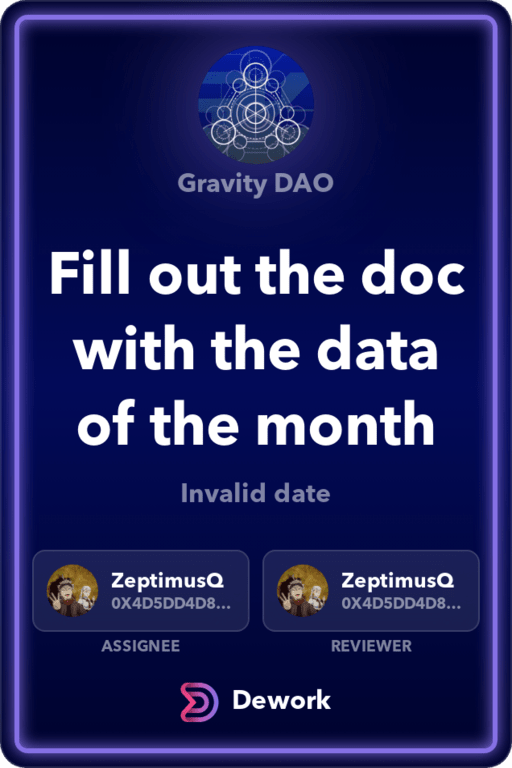 Gravity DAO
Fill out the doc
with the data
of the month
Invalid date
ZeptimusQ
0X4D5DD4D8...
ASSIGNEE
ZeptimusQ
0X4D5DD4D8...
REVIEWER
Dework